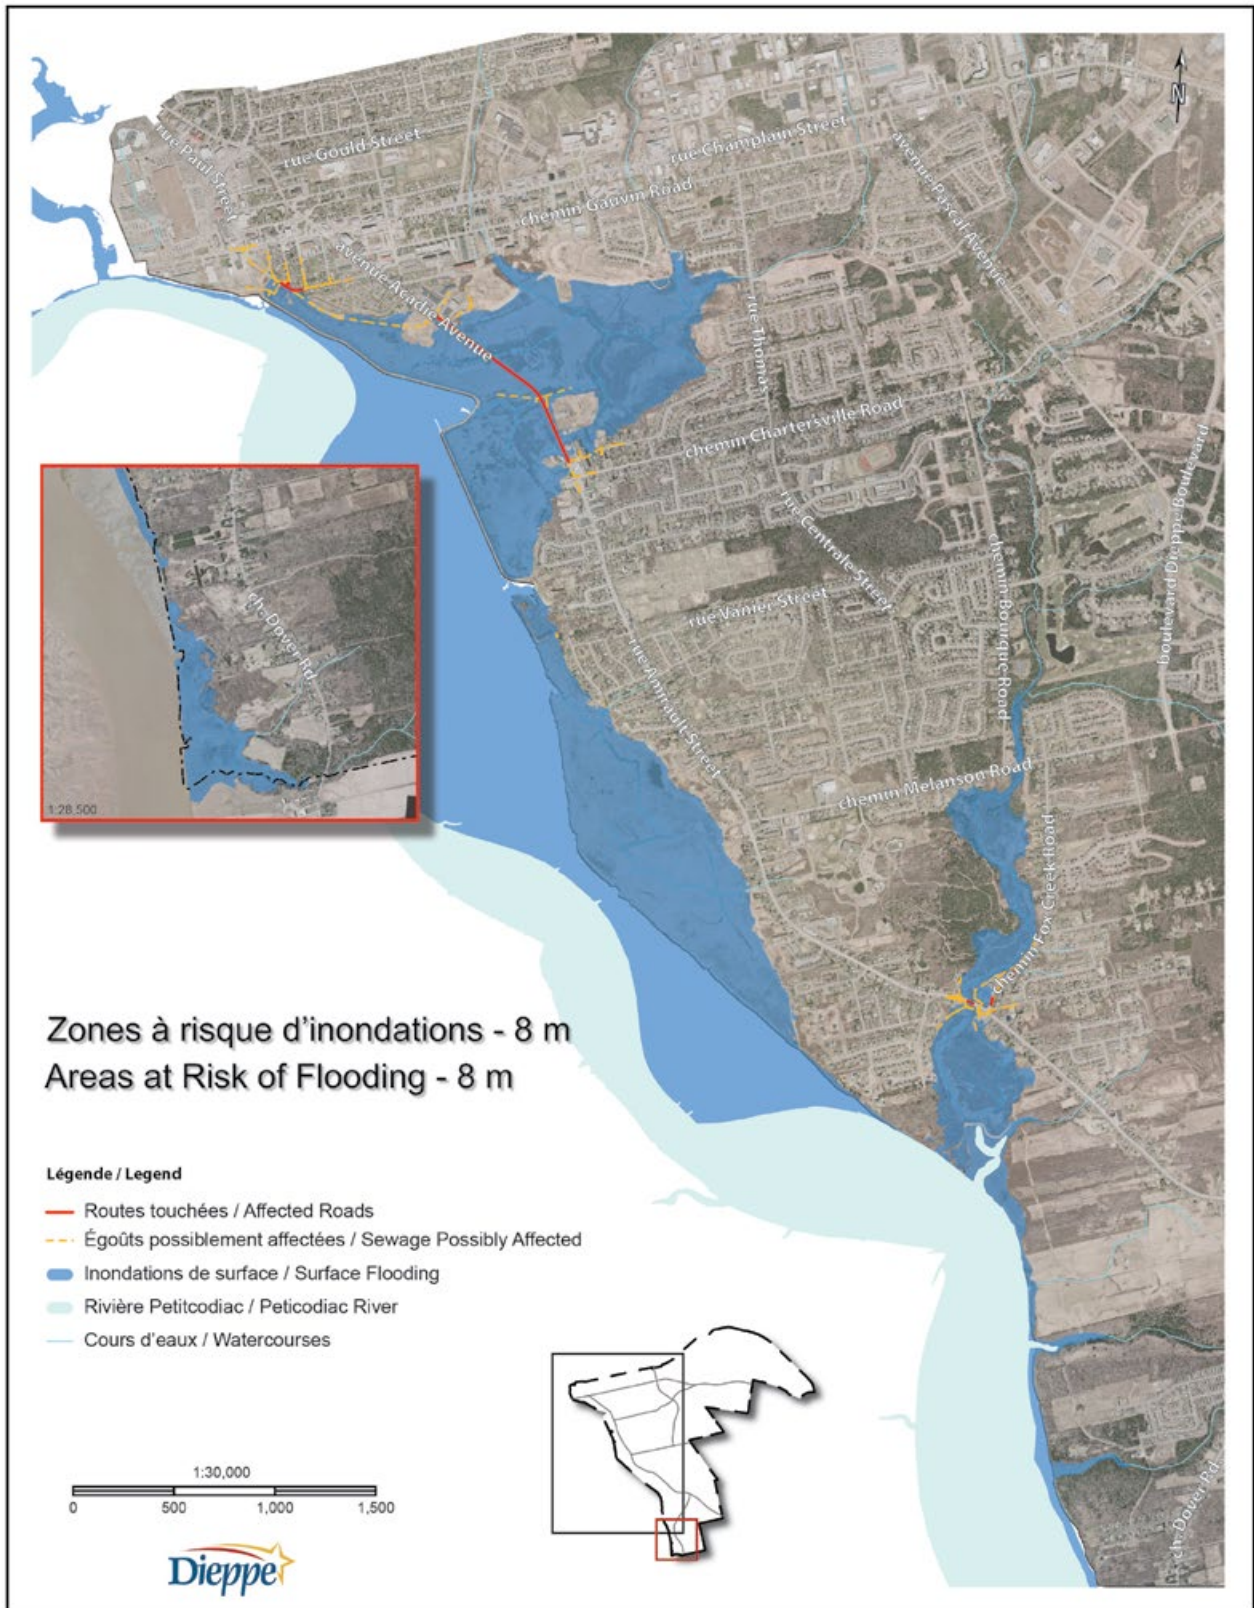 N
rue Paul Street
rue Gould Street
rue Champlain Street
avenue Pascal Avenue
chemin Gauvin Road
avenue Acadie Avenue
rue Thomas
chemin Chartersville Road
boulevard Dieppe Boulevard
rue Centrale Street
chemin Bourque Road
rue Vanier Street
rue Amirault Street
ch. Dover Rd
1:28,500
chemin Melanson Road
chemin Fox Creek Road
Zones à risque d'inondations - 8 m
Areas at Risk of Flooding - 8 m
Légende / Legend
Routes touchées / Affected Roads
Égoûts possiblement affectées / Sewage Possibly Affected
Inondations de surface / Surface Flooding
Rivière Petitcodiac / Peticodiac River
Cours d'eaux / Watercourses
1:30,000
0 500 1,000 1,500
Dieppe
ch. Dover Rd